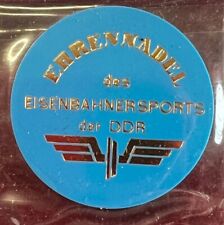 EHRENNADEL
des
EISENBAHNERSPORTS
der DDR